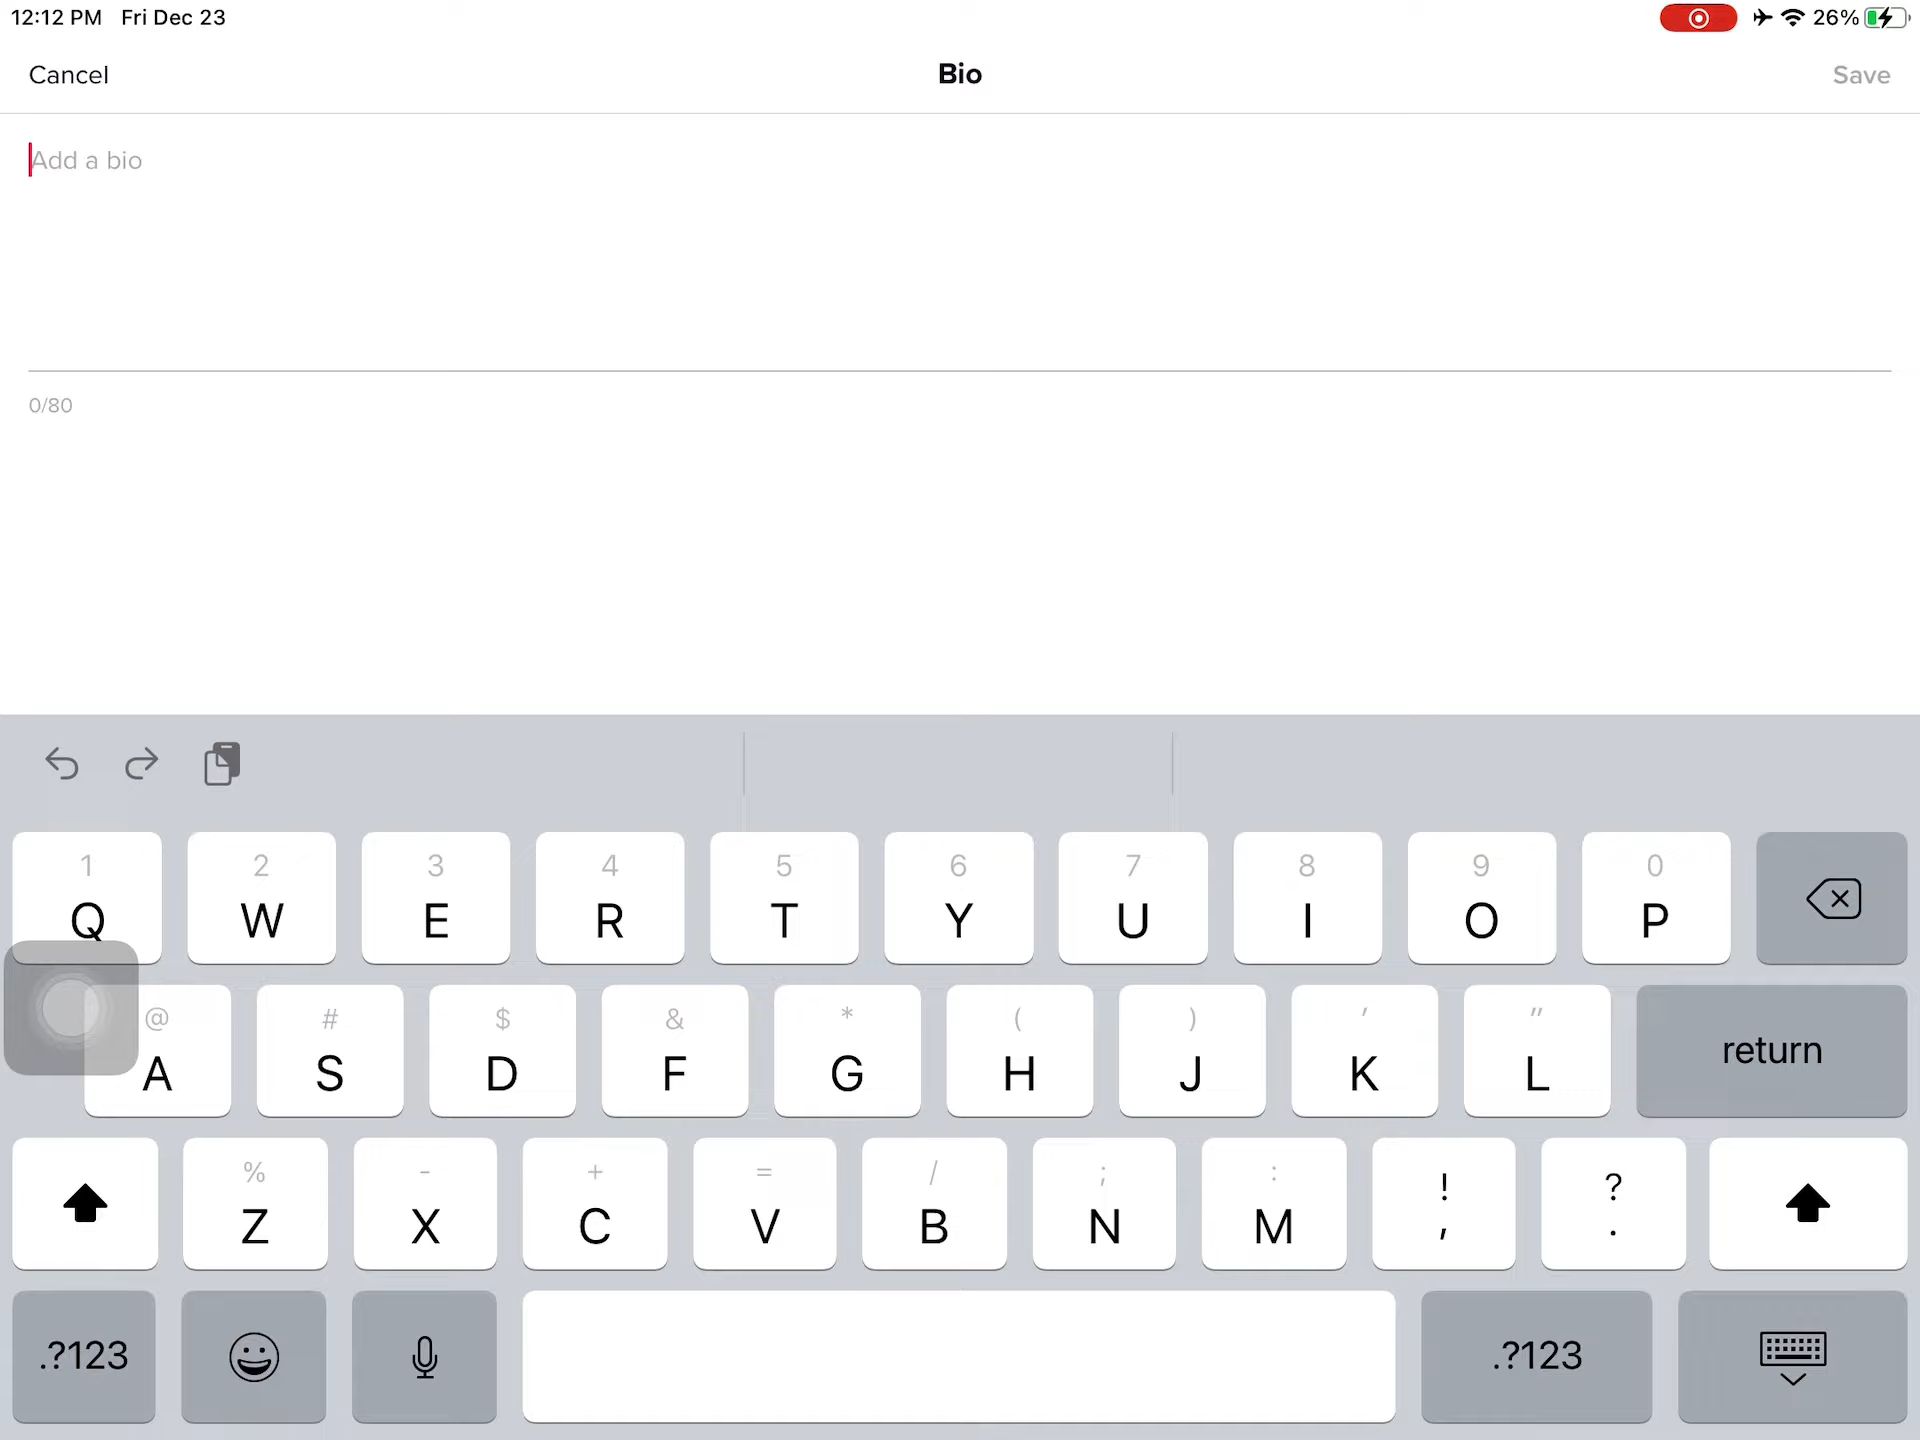 12:12 PM Fri Dec 23 26%
Cancel Bio Save
Add a bio
0/80
1 2 3 4 5 6 7 8 9 0
Q W E R T Y U I O P
@ # $ & * ( ) ' "
A S D F G H J K L return
% - + = / ; : ! ?
Z X C V B N M , .
.?123 .?123